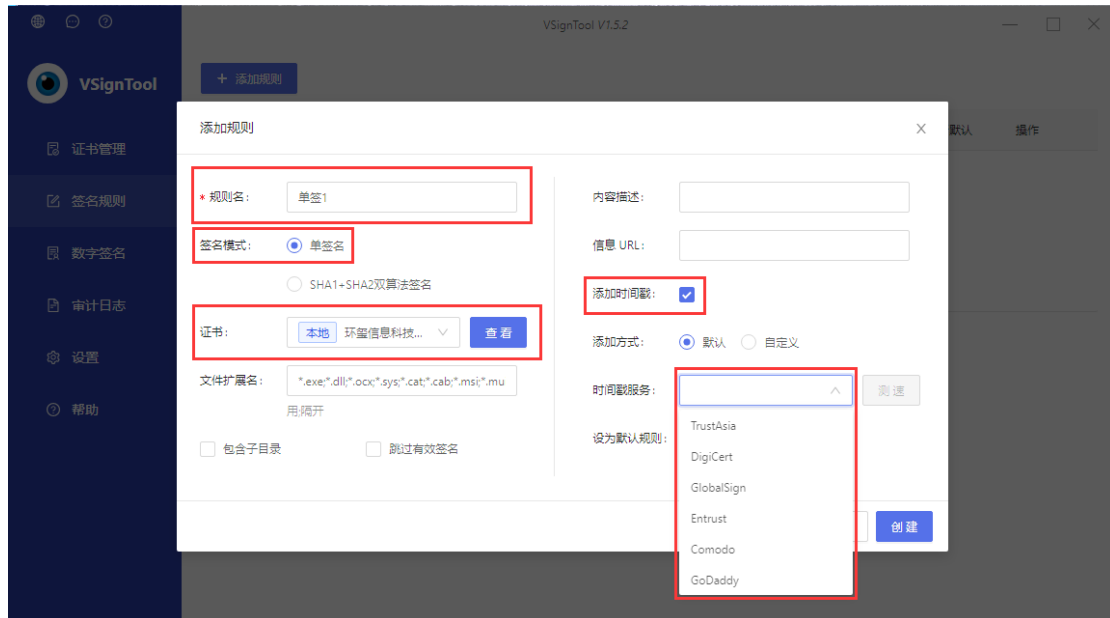 VSignTool V1.5.2
VSignTool
证书管理
签名规则
数字签名
审计日志
设置
帮助
+ 添加规则
默认
操作
添加规则
* 规则名:
单签1
签名模式:
单签名
SHA1+SHA2双算法签名
证书:
本地 环玺信息科技...
查看
文件扩展名:
*.exe;*.dll;*.ocx;*.sys;*.cat;*.cab;*.msi;*.mu
用;隔开
包含子目录
跳过有效签名
内容描述:
信息 URL:
添加时间戳:
添加方式:
默认
自定义
时间戳服务:
测速
TrustAsia
DigiCert
GlobalSign
Entrust
Comodo
GoDaddy
设为默认规则:
创建